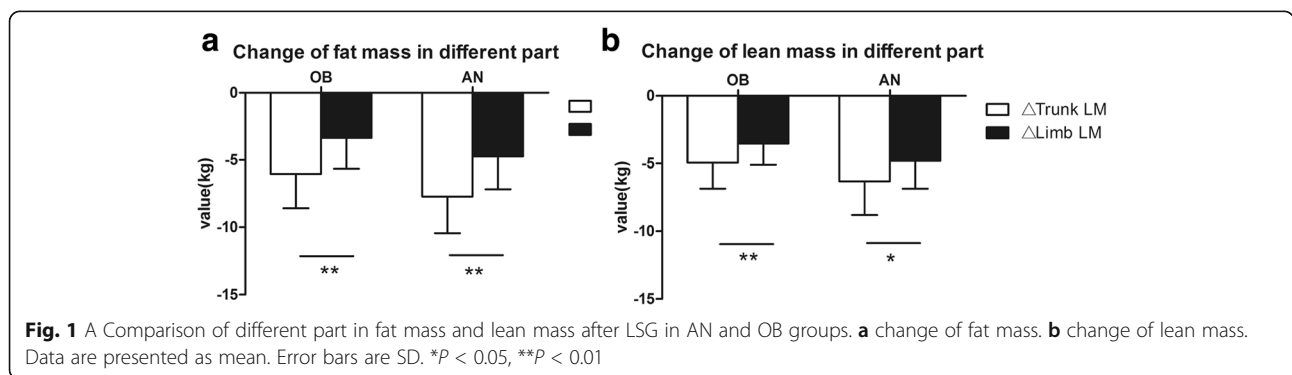 a
Change of fat mass in different part
OB
AN
0
-5
-10
-15
value(kg)
**
**
b
Change of lean mass in different part
OB
AN
0
-5
-10
-15
value(kg)
**
*
△Trunk LM
△Limb LM
Fig. 1 A Comparison of different part in fat mass and lean mass after LSG in AN and OB groups. a change of fat mass. b change of lean mass.
Data are presented as mean. Error bars are SD. *P < 0.05, **P < 0.01